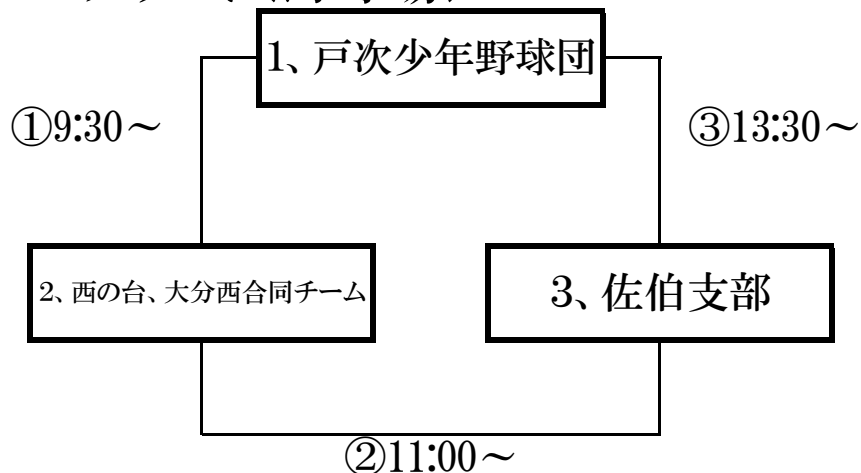 1、戸次少年野球団
①9:30～
③13:30～
2、西の台、大分西合同チーム
3、佐伯支部
②11:00～